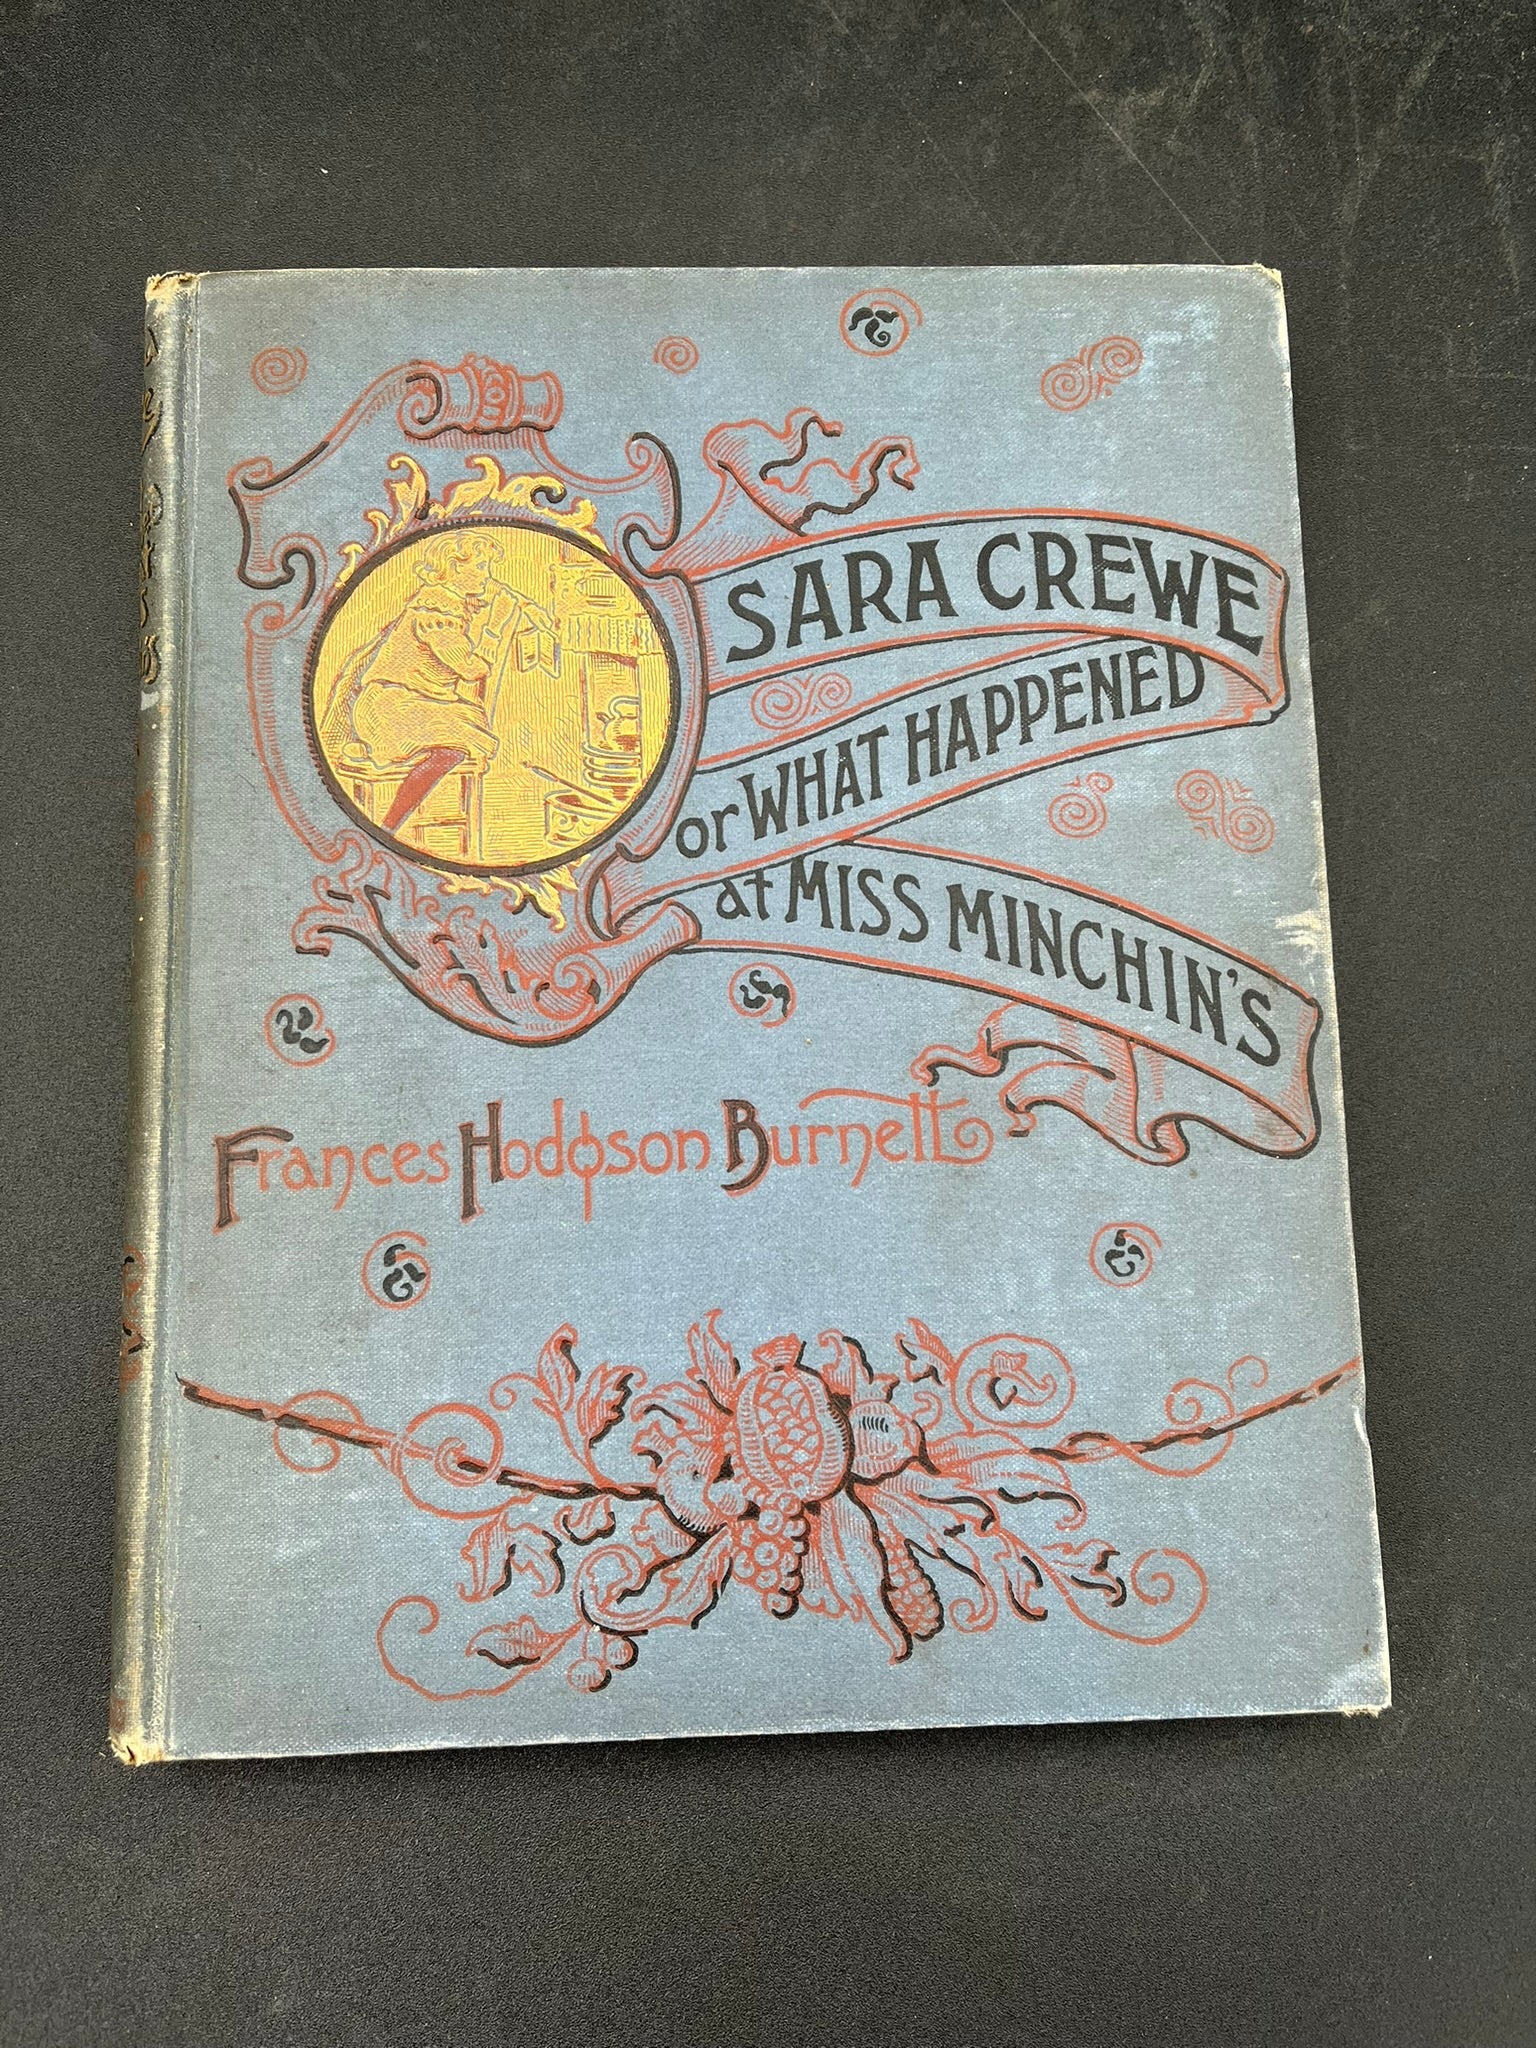 SARA CREWE
or WHAT HAPPENED
at MISS MINCHIN'S
Frances Hodgson Burnett